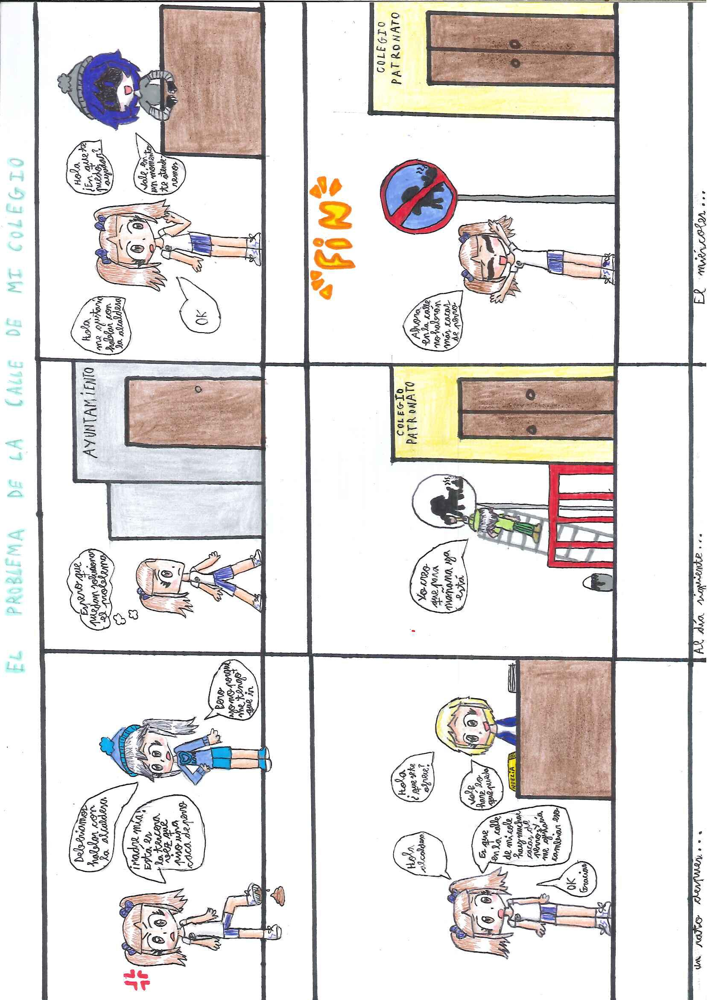 EL PROBLEMA DE LA CALLE DE MI COLEGIO
Debebriamos
hablar con
la alcaldesa
¡Madre mía!
Está es
la tercera
vez que
piso una
caca de perro
Pero
yo no porque
me tengo
que ir
Espero que
puedan solucionar
el problema
AYUNTAMIENTO
Hola
me gustaria
hablar con
la alcaldesa
OK
Hola
¿En que te
puedo
ayudar?
Vale, en
un momento
te atende-
remos
Hola
alcaldesa
Hola
¿que se te
ofrece?
Es que
en la calle
de mi cole
hay muchas
cacas de
perro, y
me gustaría
cambiar eso
Vale
haré lo
que pueda
OK
Gracias
NOELIA
Yo creo
que para
mañana ya
está
COLEGIO
PATRONATO
FIN
Ahora
en la calle
no habrán
más cacas
de perro
COLEGIO
PATRONATO
un rato despues...
Al día siguiente...
El miércoles...